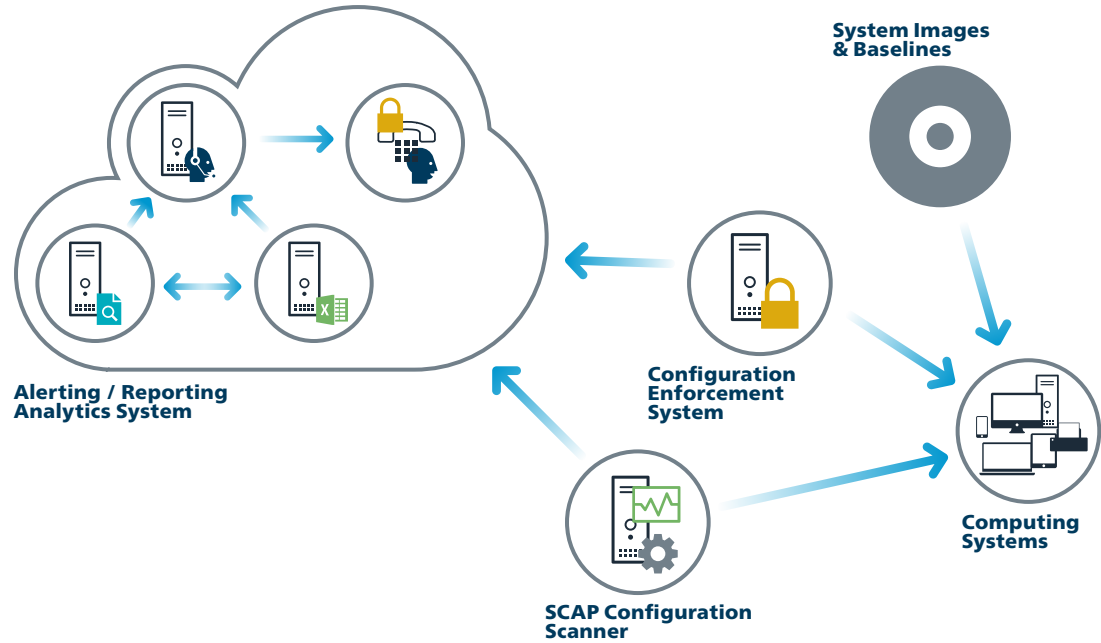 System Images
& Baselines
Alerting / Reporting
Analytics System
X
Configuration
Enforcement
System
Computing
Systems
SCAP Configuration
Scanner